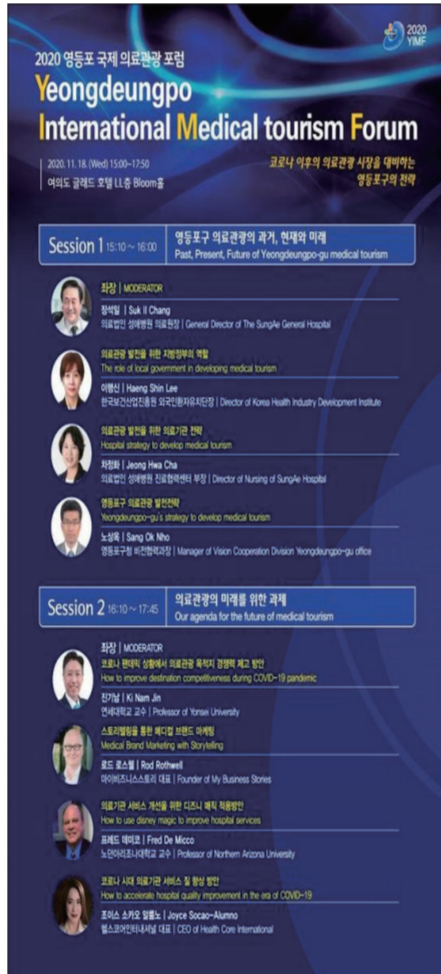 2020
YIMF
2020 영등포 국제 의료관광 포럼
Yeongdeungpo
International Medical tourism Forum
2020. 11. 18. (Wed) 15:00~17:50
여의도 글래드 호텔 LL층 Bloom홀
코로나 이후의 의료관광 시장을 대비하는
영등포구의 전략
Session 1 15:10 ~ 16:00
영등포구 의료관광의 과거, 현재와 미래
Past, Present, Future of Yeongdeungpo-gu medical tourism
좌장 | MODERATOR
장석일 | Suk Il Chang
의료법인 성애병원 의료원장 | General Director of The SungAe General Hospital
의료관광 발전을 위한 지방정부의 역할
The role of local government in developing medical tourism
이행신 | Haeng Shin Lee
한국보건산업진흥원 외국인환자유치단장 | Director of Korea Health Industry Development Institute
의료관광 발전을 위한 의료기관 전략
Hospital strategy to develop medical tourism
차정화 | Jeong Hwa Cha
의료법인 성애병원 진료협력센터 부장 | Director of Nursing of SungAe Hospital
영등포구 의료관광 발전전략
Yeongdeungpo-gu's strategy to develop medical tourism
노상옥 | Sang Ok Nho
영등포구청 비전협력과장 | Manager of Vision Cooperation Division Yeongdeungpo-gu office
Session 2 16:10 ~ 17:45
의료관광의 미래를 위한 과제
Our agenda for the future of medical tourism
좌장 | MODERATOR
코로나 팬데믹 상황에서 의료관광 목적지 경쟁력 제고 방안
How to improve destination competitiveness during COVID-19 pandemic
진기남 | Ki Nam Jin
연세대학교 교수 | Professor of Yonsei University
스토리텔링을 통한 메디컬 브랜드 마케팅
Medical Brand Marketing with Storytelling
로드 로스웰 | Rod Rothwell
마이비즈니스스토리 대표 | Founder of My Business Stories
의료기관 서비스 개선을 위한 디즈니 매직 적용방안
How to use disney magic to improve hospital services
프레드 데미코 | Fred De Micco
노던아리조나대학교 교수 | Professor of Northern Arizona University
코로나 시대 의료기관 서비스 질 향상 방안
How to accelerate hospital quality improvement in the era of COVID-19
조이스 소카오 알룸노 | Joyce Socao-Alumno
헬스코어인터내셔널 대표 | CEO of Health Core International